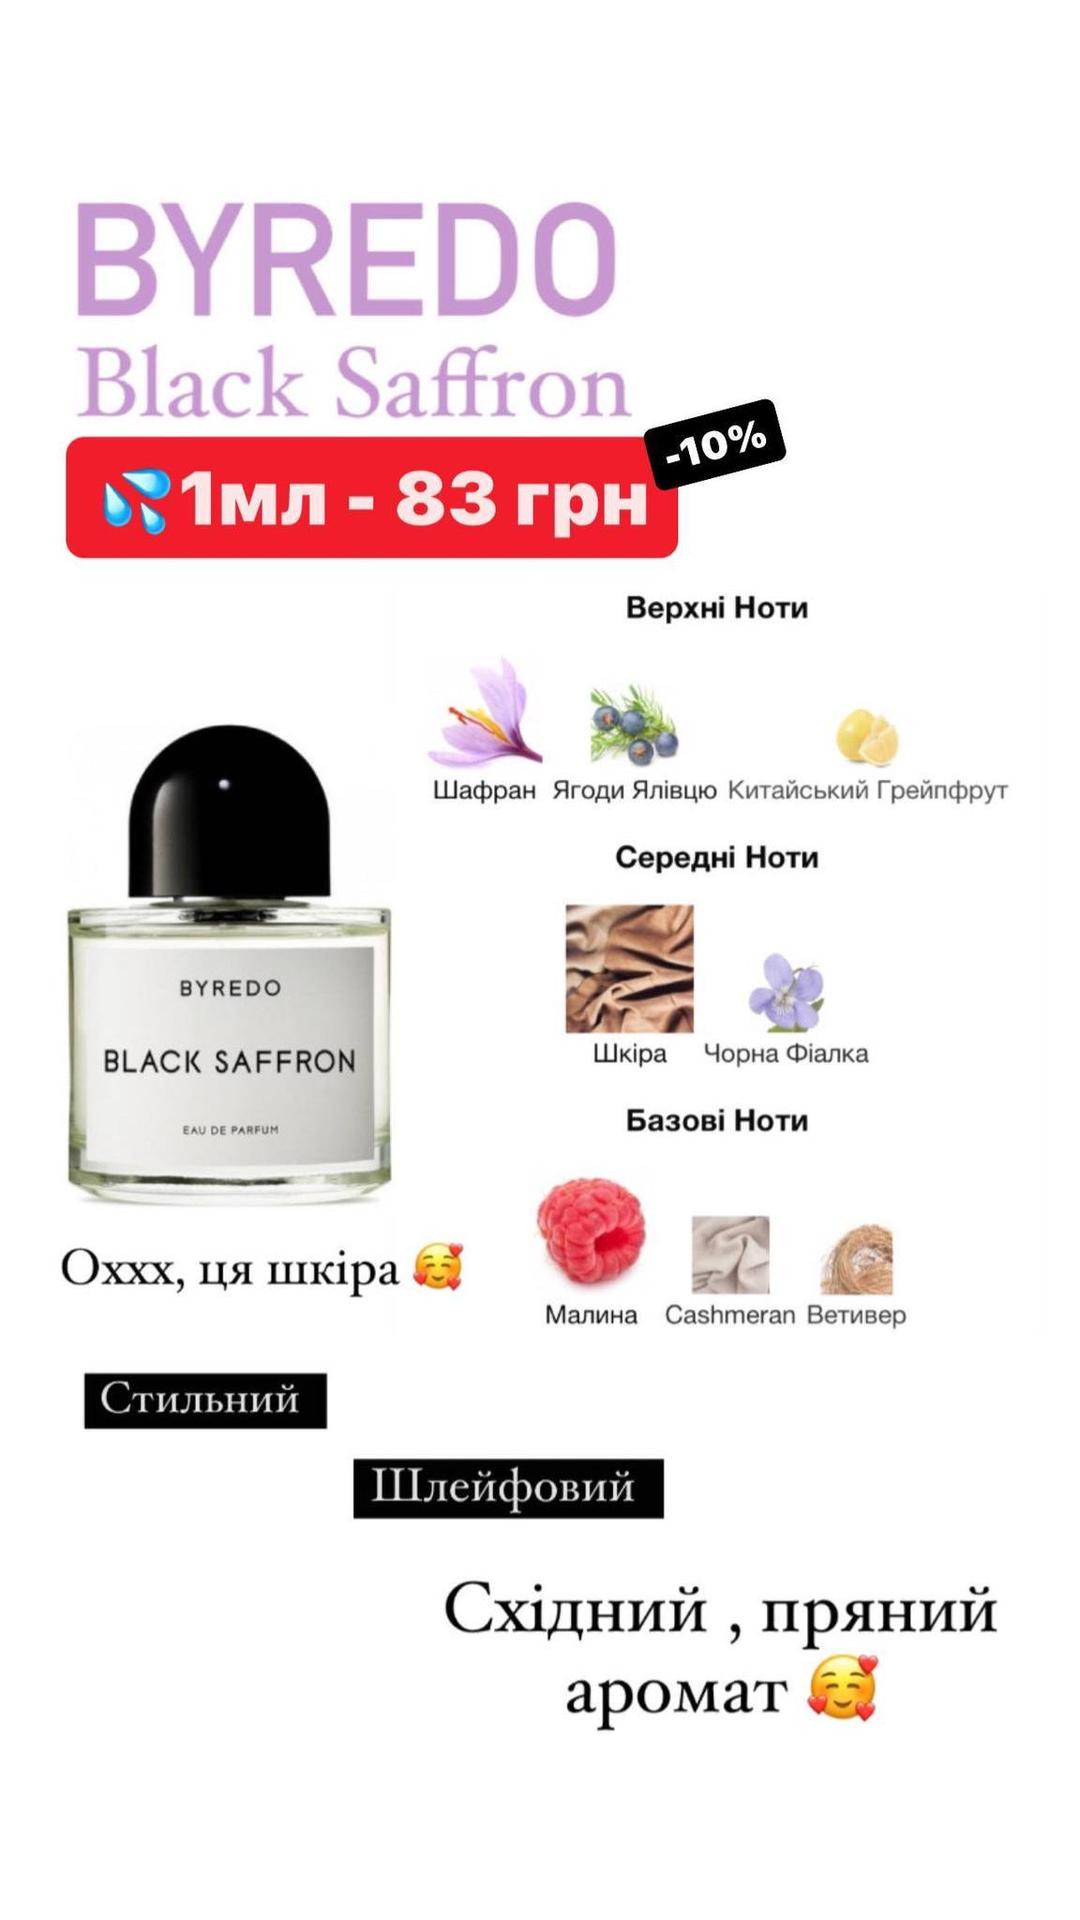 BYREDO
Black Saffron
-10%
💦1мл - 83 грн
Верхні Ноти
Шафран Ягоди Ялівцю Китайський Грейпфрут
Середні Ноти
Шкіра Чорна Фіалка
Базові Ноти
Малина Cashmeran Ветивер
BYREDO
BLACK SAFFRON
EAU DE PARFUM
Оххх, ця шкіра 🥰
Стильний
Шлейфовий
Східний , пряний
аромат 🥰